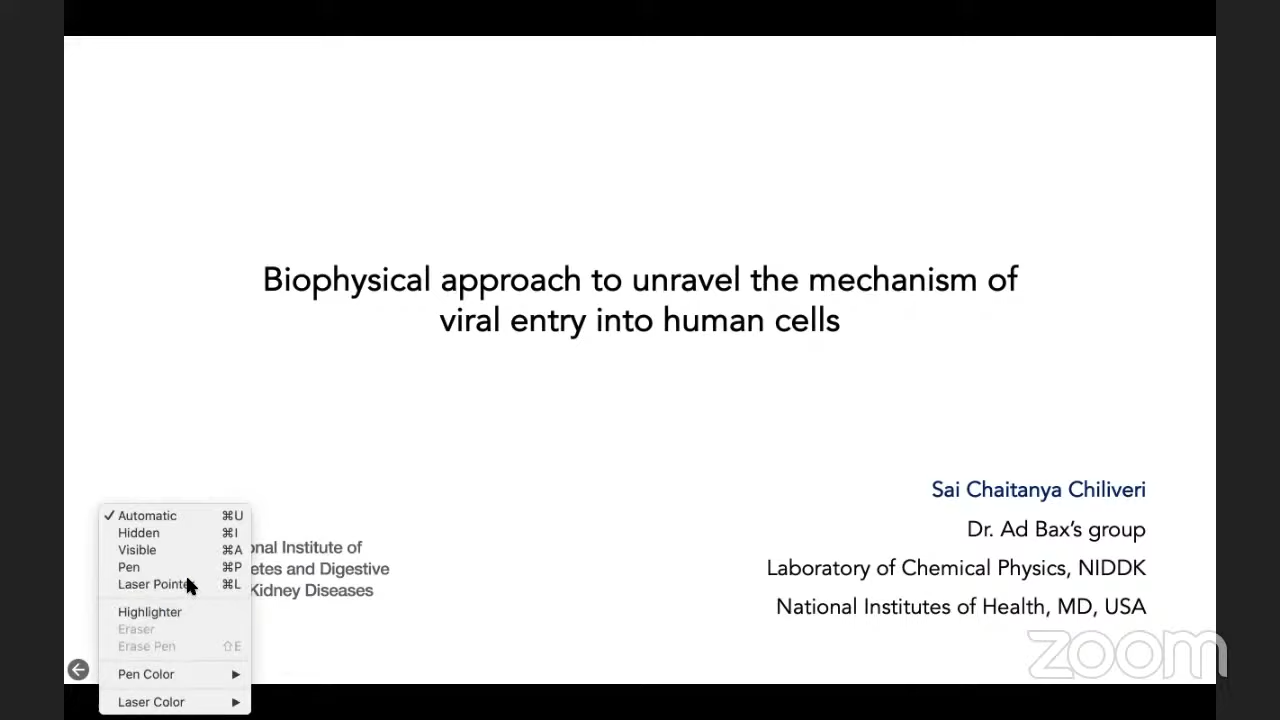 Biophysical approach to unravel the mechanism of
viral entry into human cells
Sai Chaitanya Chiliveri
Dr. Ad Bax's group
Laboratory of Chemical Physics, NIDDK
National Institutes of Health, MD, USA
onal Institute of
etes and Digestive
Kidney Diseases
✓ Automatic ⌘U
Hidden ⌘I
Visible ⌘A
Pen ⌘P
Laser Pointe ⌘L
Highlighter
Eraser
Erase Pen ⇧E
Pen Color ▶
Laser Color ▶
zoom